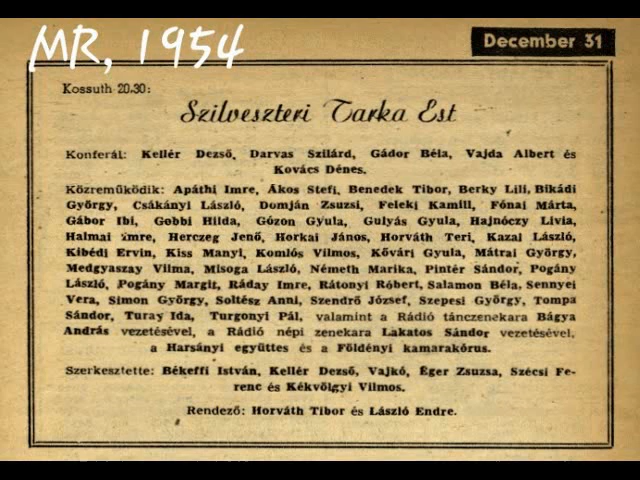 MR, 1954
December 31
Kossuth 20.30:
Szilveszteri Tarka Est
Konferál: Kellér Dezső, Darvas Szilárd, Gádor Béla, Vajda Albert és
Kovács Dénes.
Közreműködik: Apáthi Imre, Ákos Stefi, Benedek Tibor, Berky Lili, Bikádi
György, Csákányi László, Domján Zsuzsi, Feleki Kamill, Fónai Márta,
Gábor Ibi, Gobbi Hilda, Gózon Gyula, Gulyás Gyula, Hajnóczy Livia,
Halmai Imre, Herczeg Jenő, Horkai János, Horváth Teri, Kazal László,
Kibédi Ervin, Kiss Manyi, Komlós Vilmos, Kővári Gyula, Mátrai György,
Medgyaszay Vilma, Misoga László, Németh Marika, Pintér Sándor, Pogány
László, Pogány Margit, Ráday Imre, Rátonyi Róbert, Salamon Béla, Sennyei
Vera, Simon György, Soltész Anni, Szendrő József, Szepesi György, Tompa
Sándor, Turay Ida, Turgonyi Pál, valamint a Rádió tánczenekara Bágya
András vezetésével, a Rádió népi zenekara Lakatos Sándor vezetésével,
a Harsányi együttes és a Földényi kamarakórus.
Szerkesztette: Békeffi István, Kellér Dezső, Vajkó, Éger Zsuzsa, Szécsi Fe-
renc és Kékvölgyi Vilmos.
Rendező: Horváth Tibor és László Endre.